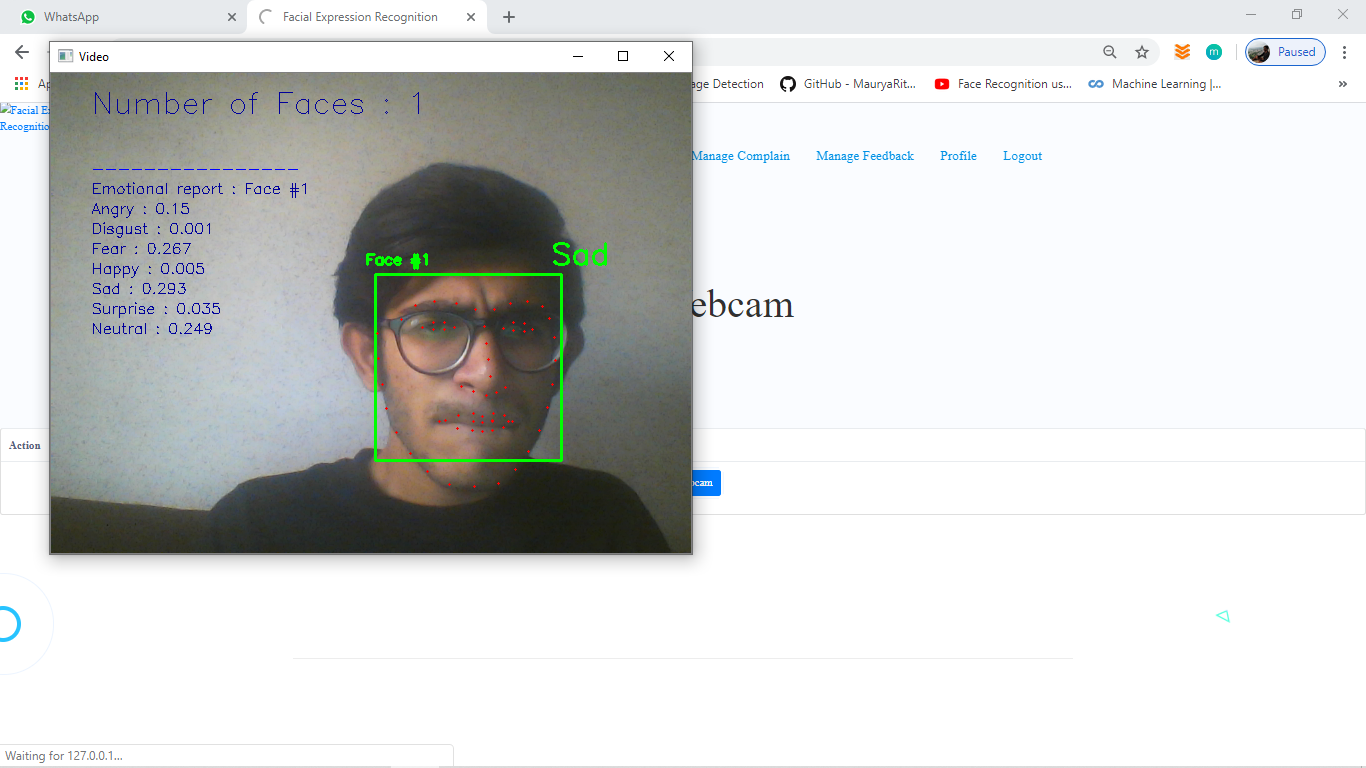 WhatsApp
Facial Expression Recognition
Paused
Video
age Detection
GitHub - MauryaRit...
Face Recognition us...
Machine Learning |...
»
Ap
Facial Ex
Recognition
m
Number of Faces : 1
----------------
Emotional report : Face #1
Angry : 0.15
Disgust : 0.001
Fear : 0.267
Happy : 0.005
Sad : 0.293
Surprise : 0.035
Neutral : 0.249
Face #1
Sad
Manage Complain
Manage Feedback
Profile
Logout
ebcam
Action
bcam
Waiting for 127.0.0.1...